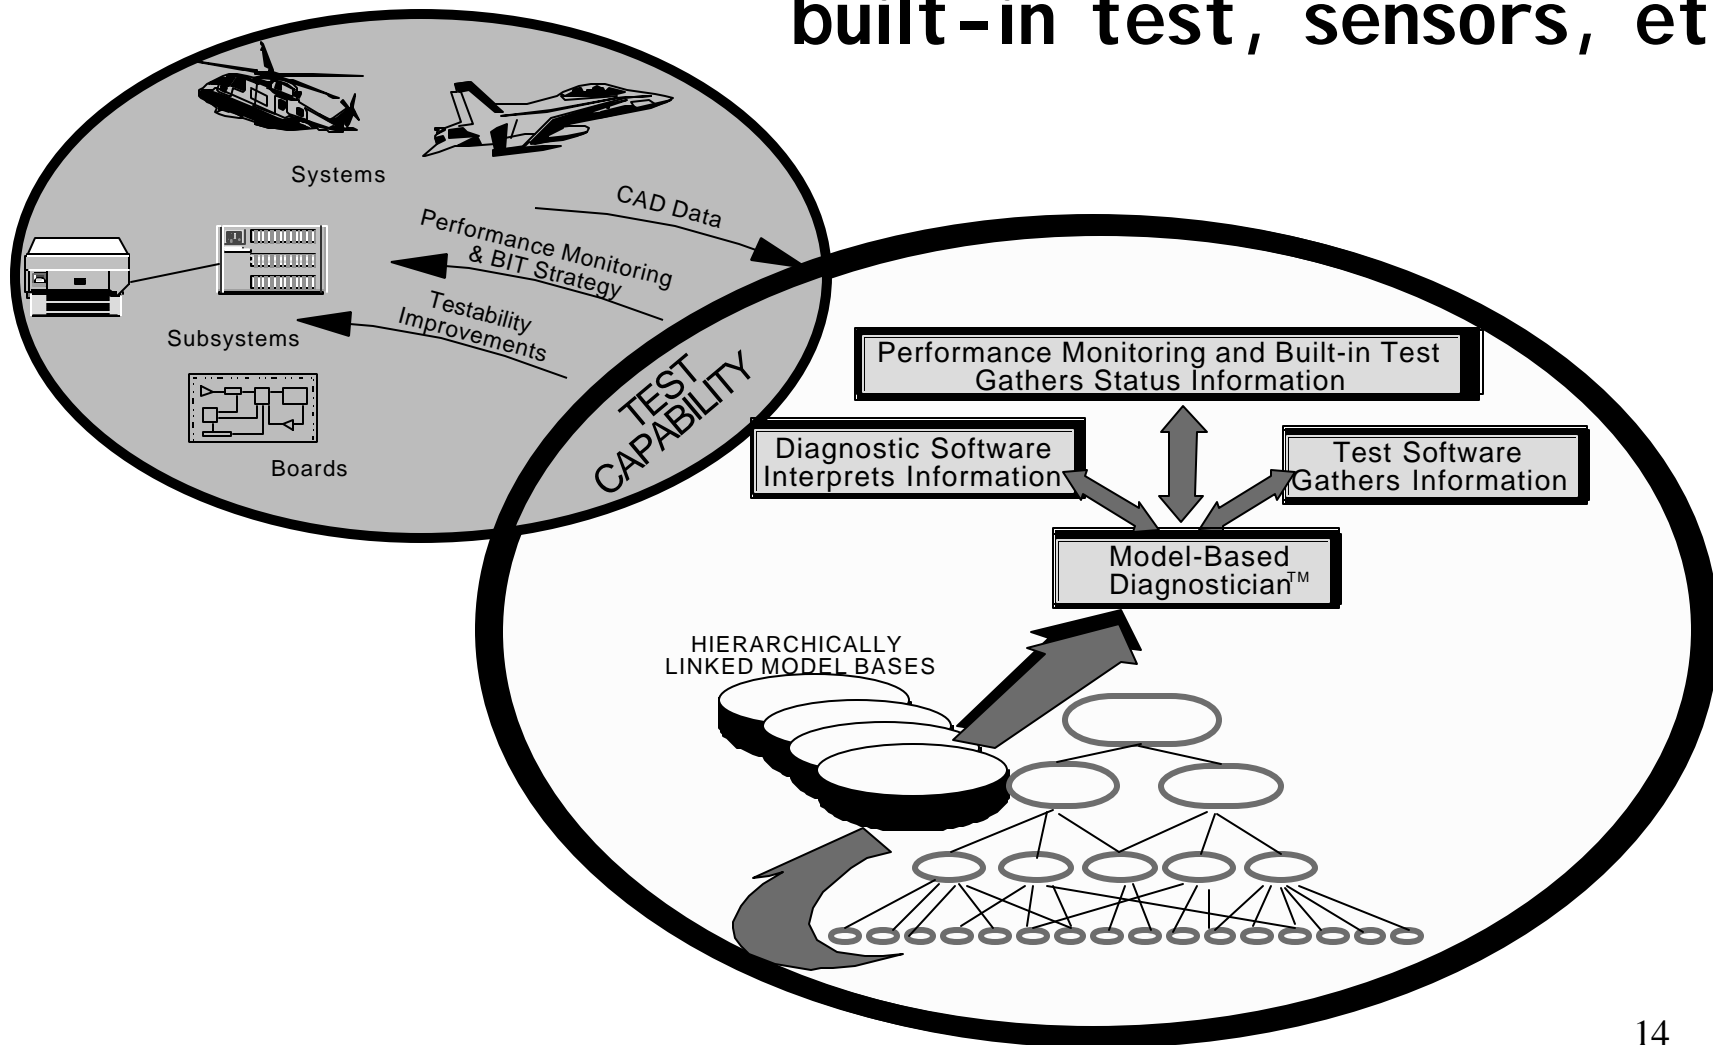 built-in test, sensors, et
Systems
CAD Data
Performance Monitoring
& BIT Strategy
Testability
Improvements
Subsystems
Boards
TEST
CAPABILITY
Performance Monitoring and Built-in Test
Gathers Status Information
Diagnostic Software
Interprets Information
Test Software
Gathers Information
Model-Based
Diagnostician™
HIERARCHICALLY
LINKED MODEL BASES
14